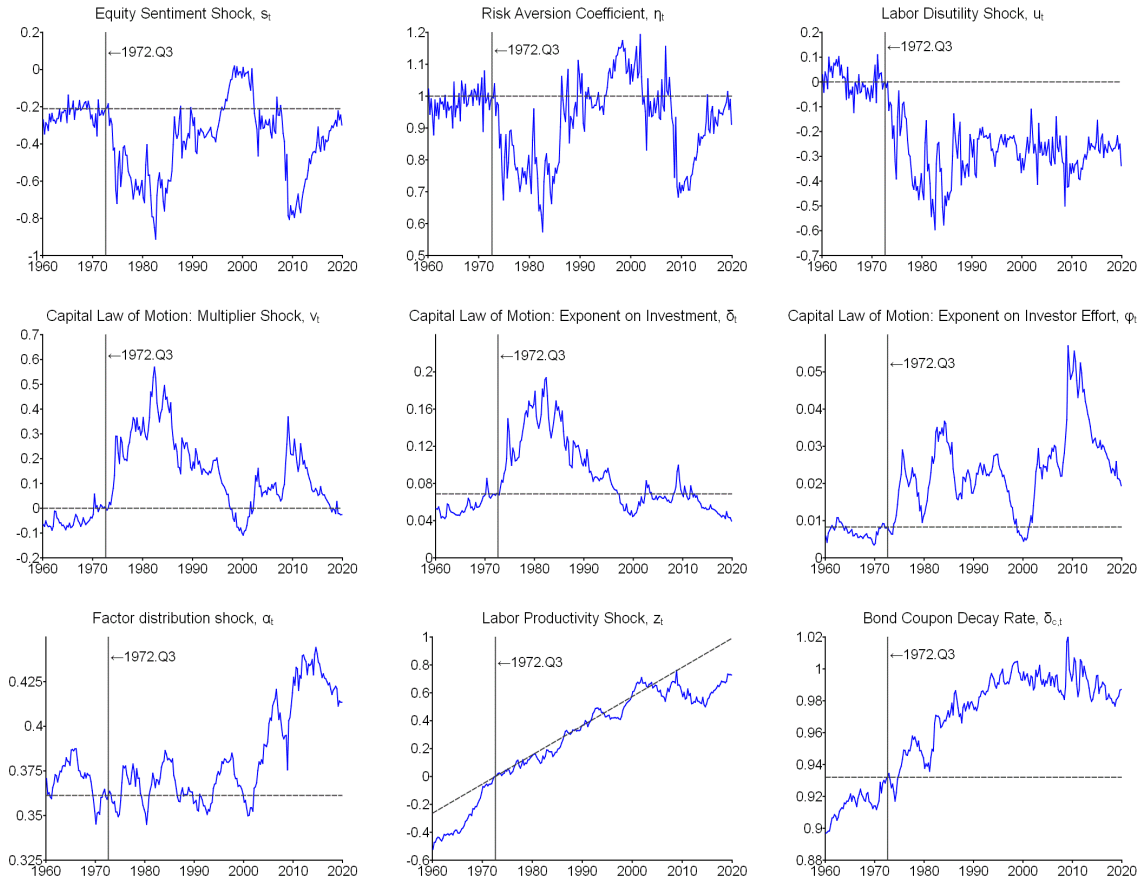 Equity Sentiment Shock, sₜ
0.2
0
-0.2
-0.4
-0.6
-0.8
-1
←1972.Q3
1960 1970 1980 1990 2000 2010 2020
Risk Aversion Coefficient, ηₜ
1.2
1.1
1
0.9
0.8
0.7
0.6
0.5
←1972.Q3
1960 1970 1980 1990 2000 2010 2020
Labor Disutility Shock, uₜ
0.2
0.1
0
-0.1
-0.2
-0.3
-0.4
-0.5
-0.6
-0.7
←1972.Q3
1960 1970 1980 1990 2000 2010 2020
Capital Law of Motion: Multiplier Shock, vₜ
0.7
0.6
0.5
0.4
0.3
0.2
0.1
0
-0.1
-0.2
←1972.Q3
1960 1970 1980 1990 2000 2010 2020
Capital Law of Motion: Exponent on Investment, δₜ
0.2
0.16
0.12
0.08
0.04
0
←1972.Q3
1960 1970 1980 1990 2000 2010 2020
Capital Law of Motion: Exponent on Investor Effort, φₜ
0.05
0.04
0.03
0.02
0.01
0
←1972.Q3
1960 1970 1980 1990 2000 2010 2020
Factor distribution shock, αₜ
0.425
0.4
0.375
0.35
0.325
←1972.Q3
1960 1970 1980 1990 2000 2010 2020
Labor Productivity Shock, zₜ
1
0.8
0.6
0.4
0.2
0
-0.2
-0.4
-0.6
←1972.Q3
1960 1970 1980 1990 2000 2010 2020
Bond Coupon Decay Rate, δc,t
1.02
1
0.98
0.96
0.94
0.92
0.9
0.88
←1972.Q3
1960 1970 1980 1990 2000 2010 2020